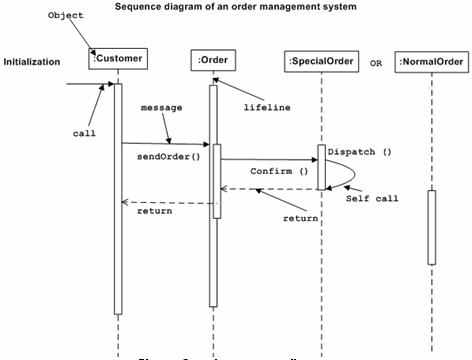 Sequence diagram of an order management system
Object
Initialization
:Customer
:Order
:SpecialOrder
OR
:NormalOrder
message
lifeline
call
sendOrder()
Dispatch ()
Confirm ()
Self call
return
return